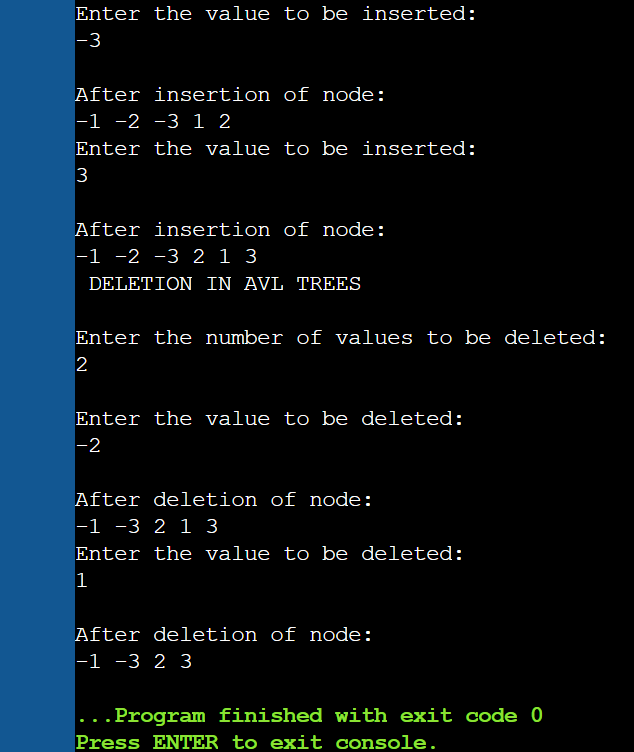 Enter the value to be inserted:
-3
After insertion of node:
-1 -2 -3 1 2
Enter the value to be inserted:
3
After insertion of node:
-1 -2 -3 2 1 3
DELETION IN AVL TREES
Enter the number of values to be deleted:
2
Enter the value to be deleted:
-2
After deletion of node:
-1 -3 2 1 3
Enter the value to be deleted:
1
After deletion of node:
-1 -3 2 3
...Program finished with exit code 0
Press ENTER to exit console.